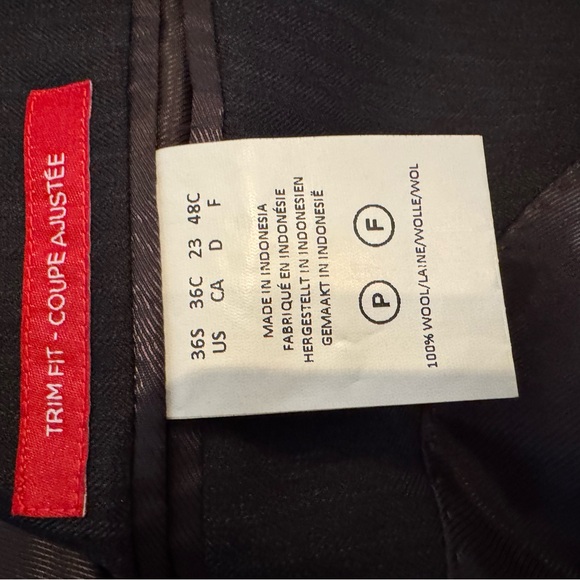 TRIM FIT - COUPE AJUSTÉE
36S 36C 23 48C
US CA D F
MADE IN INDONESIA
FABRIQUÉ EN INDONÉSIE
HERGESTELLT IN INDONESIEN
GEMAAKT IN INDONESIË
P F
100% WOOL/LAINE/WOLLE/WOL